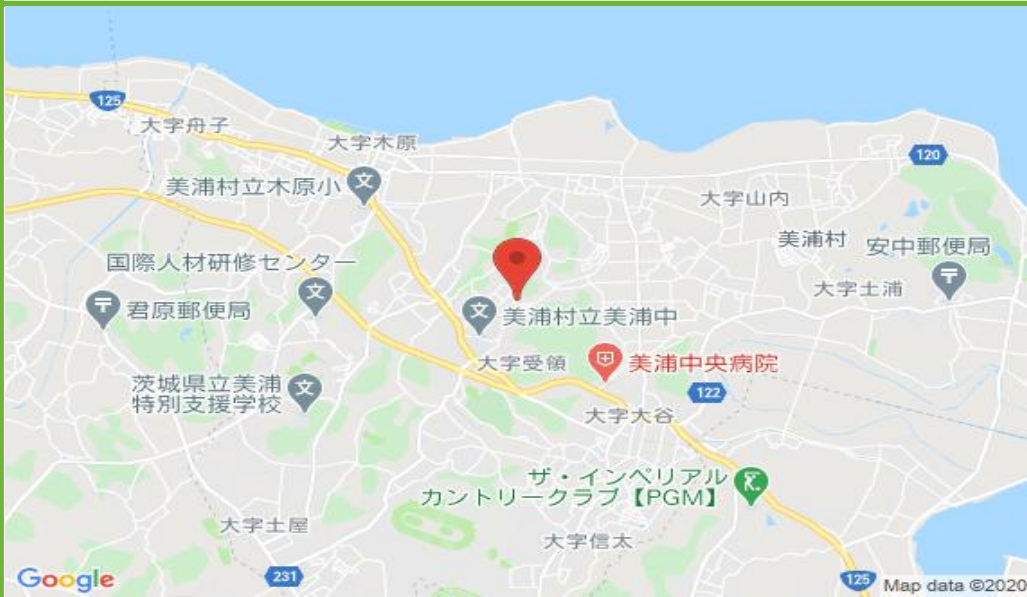 125
大字舟子
大字木原
120
美浦村立木原小
大字山内
美浦村
安中郵便局
国際人材研修センター
大字土浦
君原郵便局
美浦村立美浦中
大字受領
美浦中央病院
茨城県立美浦
特別支援学校
122
大字大谷
ザ・インペリアル
カントリークラブ【PGM】
大字土屋
大字信太
231
125
Google
Map data ©2020